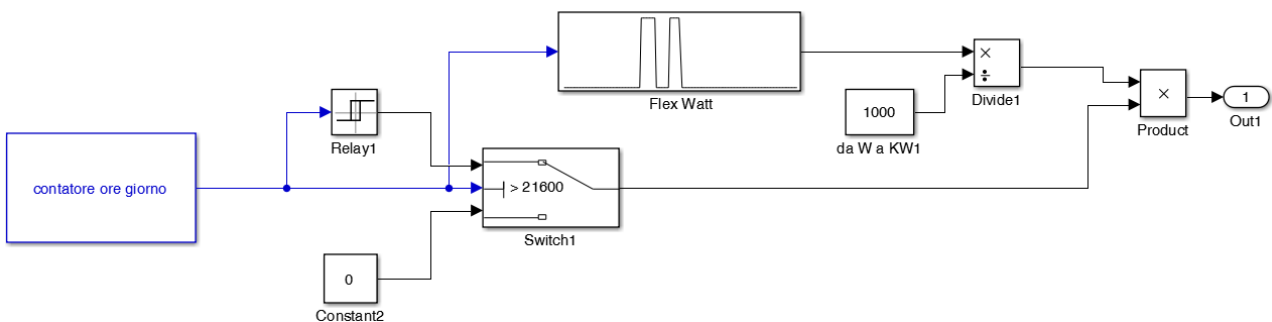 Flex Watt
×
÷
Divide1
1000
da W a KW1
×
Product
1
Out1
Relay1
contatore ore giorno
> 21600
Switch1
0
Constant2